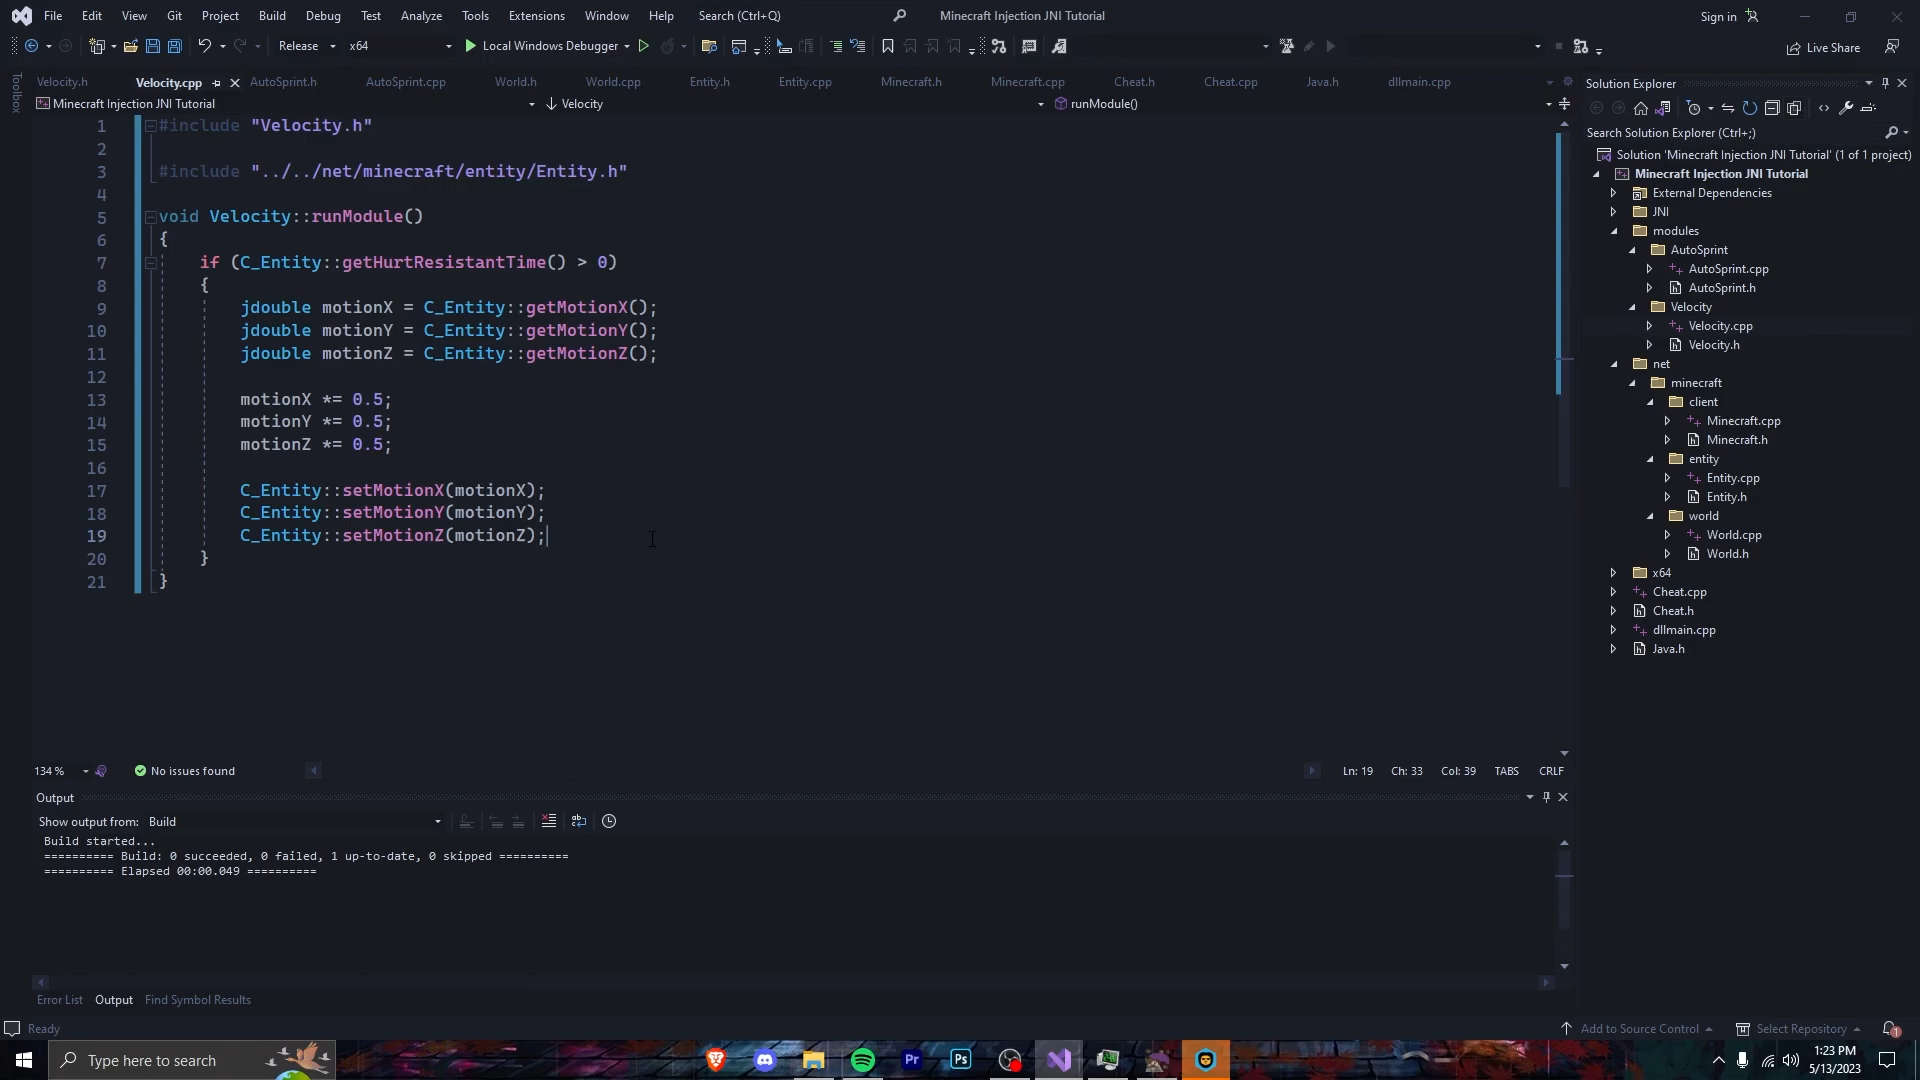 File Edit View Git Project Build Debug Test Analyze Tools Extensions Window Help Search (Ctrl+Q) Minecraft Injection JNI Tutorial Sign in
Release x64 Local Windows Debugger Live Share
Toolbox
Velocity.h Velocity.cpp AutoSprint.h AutoSprint.cpp World.h World.cpp Entity.h Entity.cpp Minecraft.h Minecraft.cpp Cheat.h Cheat.cpp Java.h dllmain.cpp
Minecraft Injection JNI Tutorial Velocity runModule()
1 #include "Velocity.h"
2
3 #include "../../net/minecraft/entity/Entity.h"
4
5 void Velocity::runModule()
6 {
7 if (C_Entity::getHurtResistantTime() > 0)
8 {
9 jdouble motionX = C_Entity::getMotionX();
10 jdouble motionY = C_Entity::getMotionY();
11 jdouble motionZ = C_Entity::getMotionZ();
12
13 motionX *= 0.5;
14 motionY *= 0.5;
15 motionZ *= 0.5;
16
17 C_Entity::setMotionX(motionX);
18 C_Entity::setMotionY(motionY);
19 C_Entity::setMotionZ(motionZ);
20 }
21 }
134 % No issues found Ln: 19 Ch: 33 Col: 39 TABS CRLF
Output
Show output from: Build
Build started...
========== Build: 0 succeeded, 0 failed, 1 up-to-date, 0 skipped ==========
========== Elapsed 00:00.049 ==========
Error List Output Find Symbol Results
Solution Explorer
Search Solution Explorer (Ctrl+;)
Solution 'Minecraft Injection JNI Tutorial' (1 of 1 project)
Minecraft Injection JNI Tutorial
External Dependencies
JNI
modules
AutoSprint
AutoSprint.cpp
AutoSprint.h
Velocity
Velocity.cpp
Velocity.h
net
minecraft
client
Minecraft.cpp
Minecraft.h
entity
Entity.cpp
Entity.h
world
World.cpp
World.h
x64
Cheat.cpp
Cheat.h
dllmain.cpp
Java.h
Ready Add to Source Control Select Repository 1
Type here to search Pr Ps 1:23 PM
5/13/2023